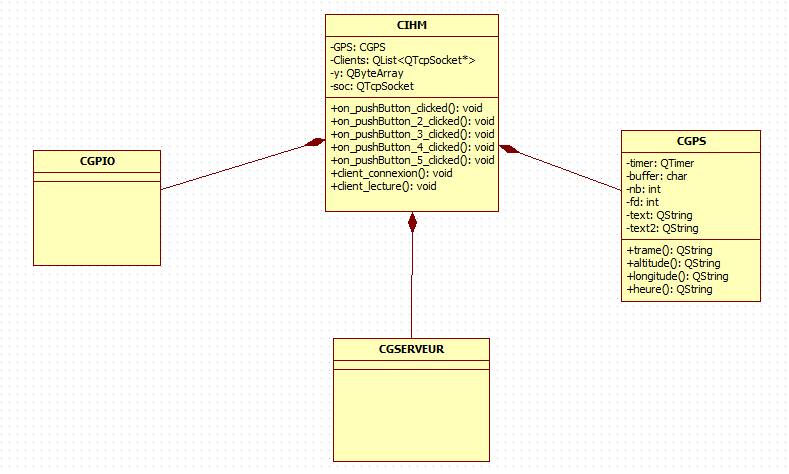 CIHM
-GPS: CGPS
-Clients: QList<QTcpSocket*>
-y: QByteArray
-soc: QTcpSocket
+on_pushButton_clicked(): void
+on_pushButton_2_clicked(): void
+on_pushButton_3_clicked(): void
+on_pushButton_4_clicked(): void
+on_pushButton_5_clicked(): void
+client_connexion(): void
+client_lecture(): void
CGPIO
CGPS
-timer: QTimer
-buffer: char
-nb: int
-fd: int
-text: QString
-text2: QString
+trame(): QString
+altitude(): QString
+longitude(): QString
+heure(): QString
CGSERVEUR